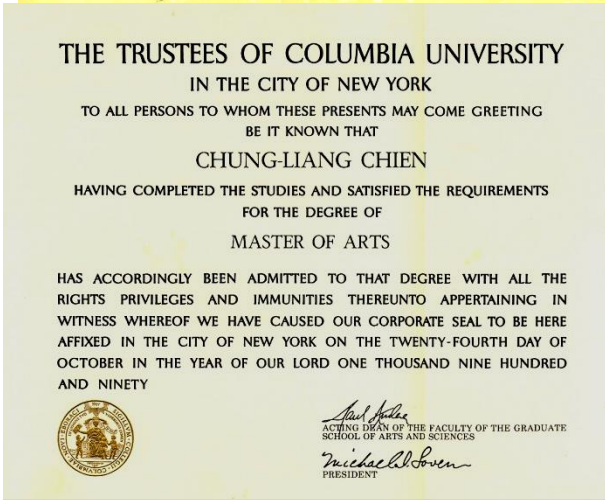 THE TRUSTEES OF COLUMBIA UNIVERSITY
IN THE CITY OF NEW YORK
TO ALL PERSONS TO WHOM THESE PRESENTS MAY COME GREETING
BE IT KNOWN THAT
CHUNG-LIANG CHIEN
HAVING COMPLETED THE STUDIES AND SATISFIED THE REQUIREMENTS
FOR THE DEGREE OF
MASTER OF ARTS
HAS ACCORDINGLY BEEN ADMITTED TO THAT DEGREE WITH ALL THE
RIGHTS PRIVILEGES AND IMMUNITIES THEREUNTO APPERTAINING IN
WITNESS WHEREOF WE HAVE CAUSED OUR CORPORATE SEAL TO BE HERE
AFFIXED IN THE CITY OF NEW YORK ON THE TWENTY-FOURTH DAY OF
OCTOBER IN THE YEAR OF OUR LORD ONE THOUSAND NINE HUNDRED
AND NINETY
ACTING DEAN OF THE FACULTY OF THE GRADUATE
SCHOOL OF ARTS AND SCIENCES
PRESIDENT